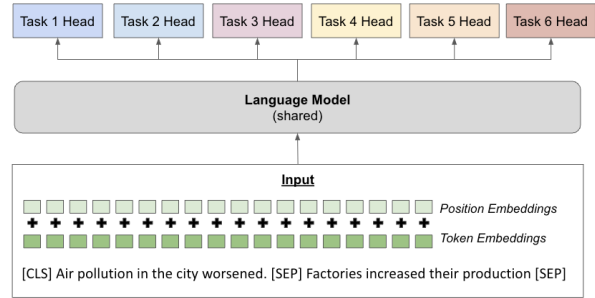 Task 1 Head Task 2 Head Task 3 Head Task 4 Head Task 5 Head Task 6 Head
Language Model
(shared)
Input
Position Embeddings
Token Embeddings
[CLS] Air pollution in the city worsened. [SEP] Factories increased their production [SEP]